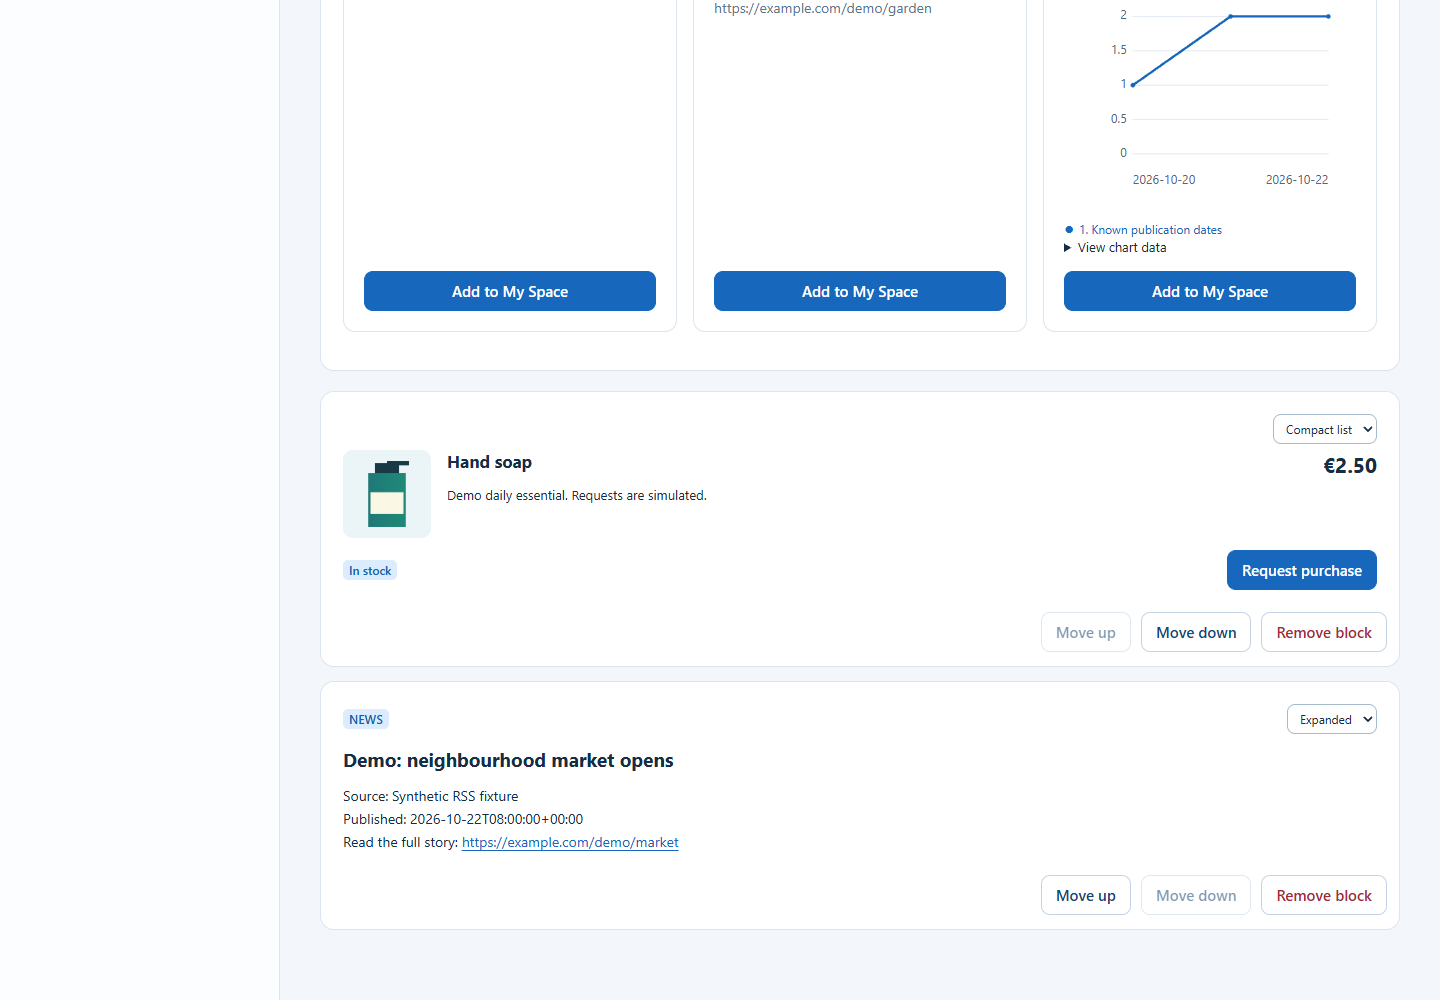 https://example.com/demo/garden
2
1.5
1
0.5
0
2026-10-20 2026-10-22
1. Known publication dates
View chart data
Add to My Space Add to My Space Add to My Space
Compact list
Hand soap €2.50
Demo daily essential. Requests are simulated.
In stock Request purchase
Move up Move down Remove block
NEWS Expanded
Demo: neighbourhood market opens
Source: Synthetic RSS fixture
Published: 2026-10-22T08:00:00+00:00
Read the full story: https://example.com/demo/market
Move up Move down Remove block